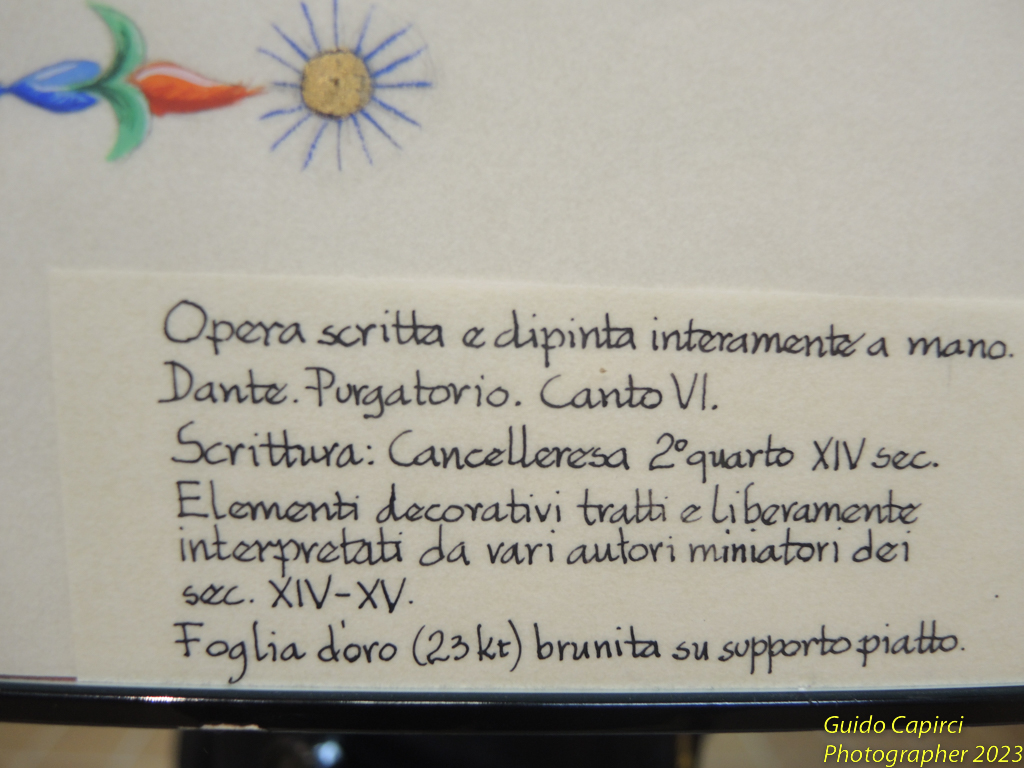 Opera scritta e dipinta interamente a mano.
Dante. Purgatorio. Canto VI.
Scrittura: Cancelleresa 2° quarto XIV sec.
Elementi decorativi tratti e liberamente
interpretati da vari autori miniatori dei
sec. XIV-XV.
Foglia d'oro (23 kt) brunita su supporto piatto.
Guido Capirci
Photographer 2023